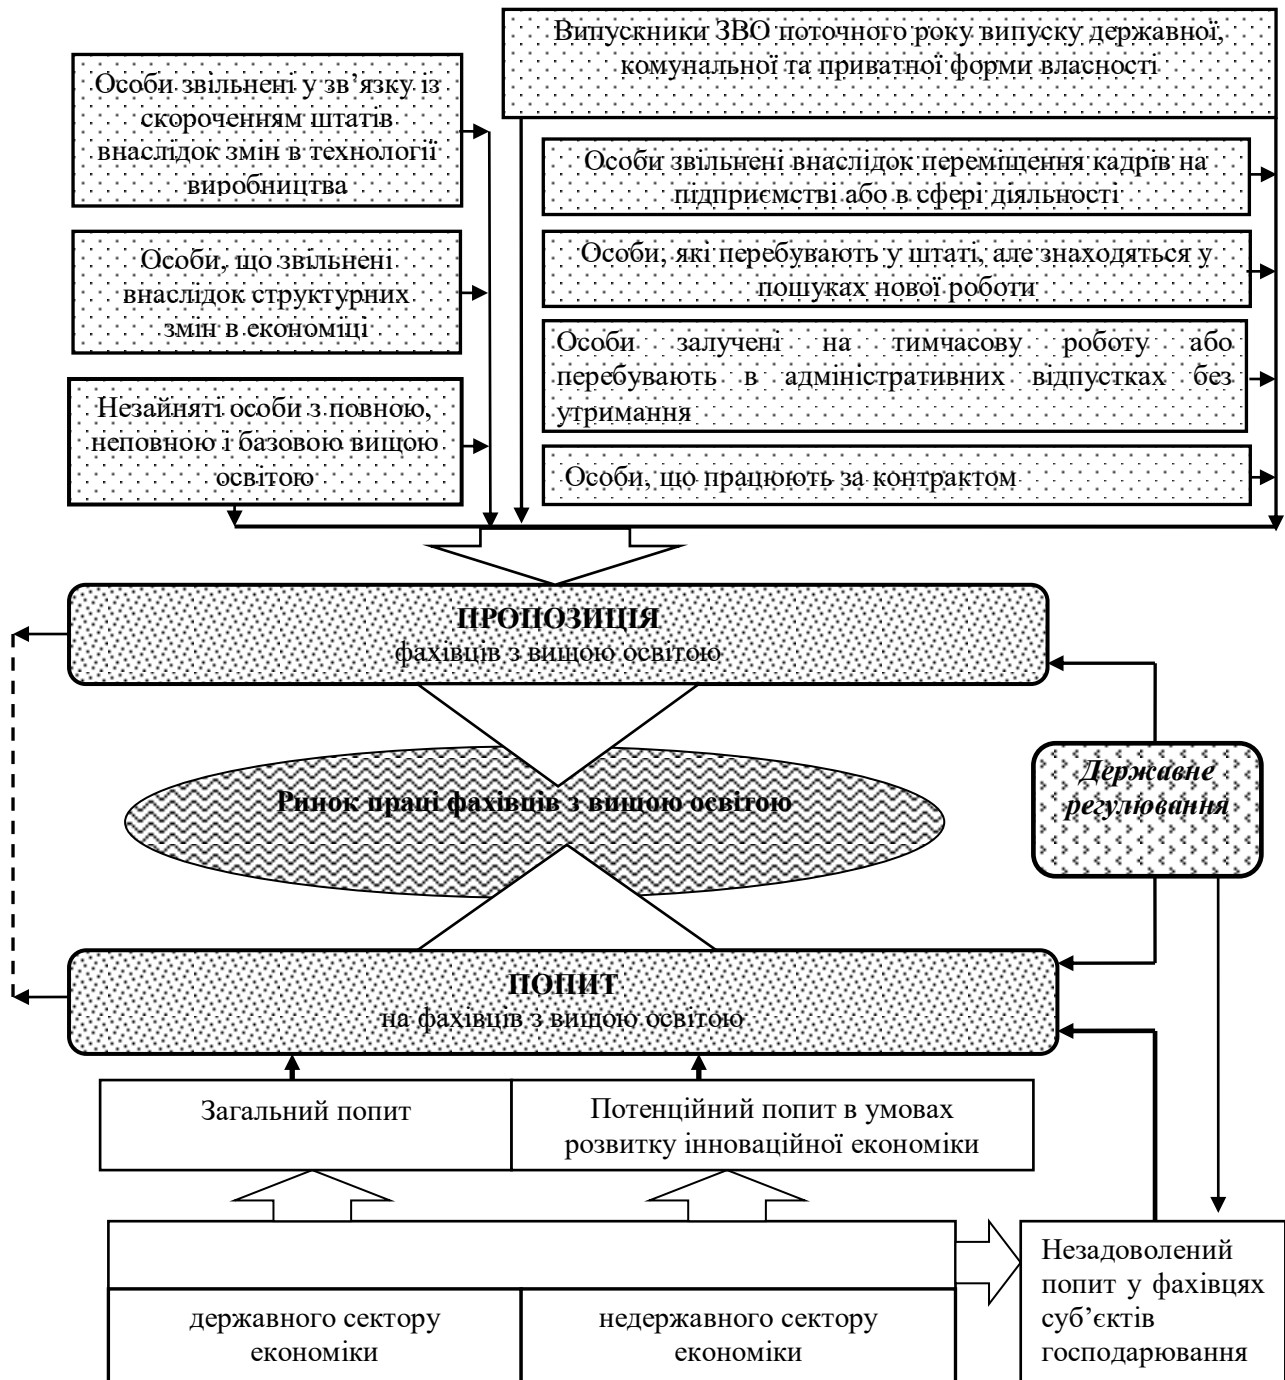 Випускники ЗВО поточного року випуску державної,
комунальної та приватної форми власності
Особи звільнені у зв’язку із
скороченням штатів
внаслідок змін в технології
виробництва
Особи, що звільнені
внаслідок структурних
змін в економіці
Незайняті особи з повною,
неповною і базовою вищою
освітою
Особи звільнені внаслідок переміщення кадрів на
підприємстві або в сфері діяльності
Особи, які перебувають у штаті, але знаходяться у
пошуках нової роботи
Особи залучені на тимчасову роботу або
перебувають в адміністративних відпустках без
утримання
Особи, що працюють за контрактом
ПРОПОЗИЦІЯ
фахівців з вищою освітою
Ринок праці фахівців з вищою освітою
Державне
регулювання
ПОПИТ
на фахівців з вищою освітою
Загальний попит
Потенційний попит в умовах
розвитку інноваційної економіки
державного сектору
економіки
недержавного сектору
економіки
Незадоволений
попит у фахівцях
суб’єктів
господарювання